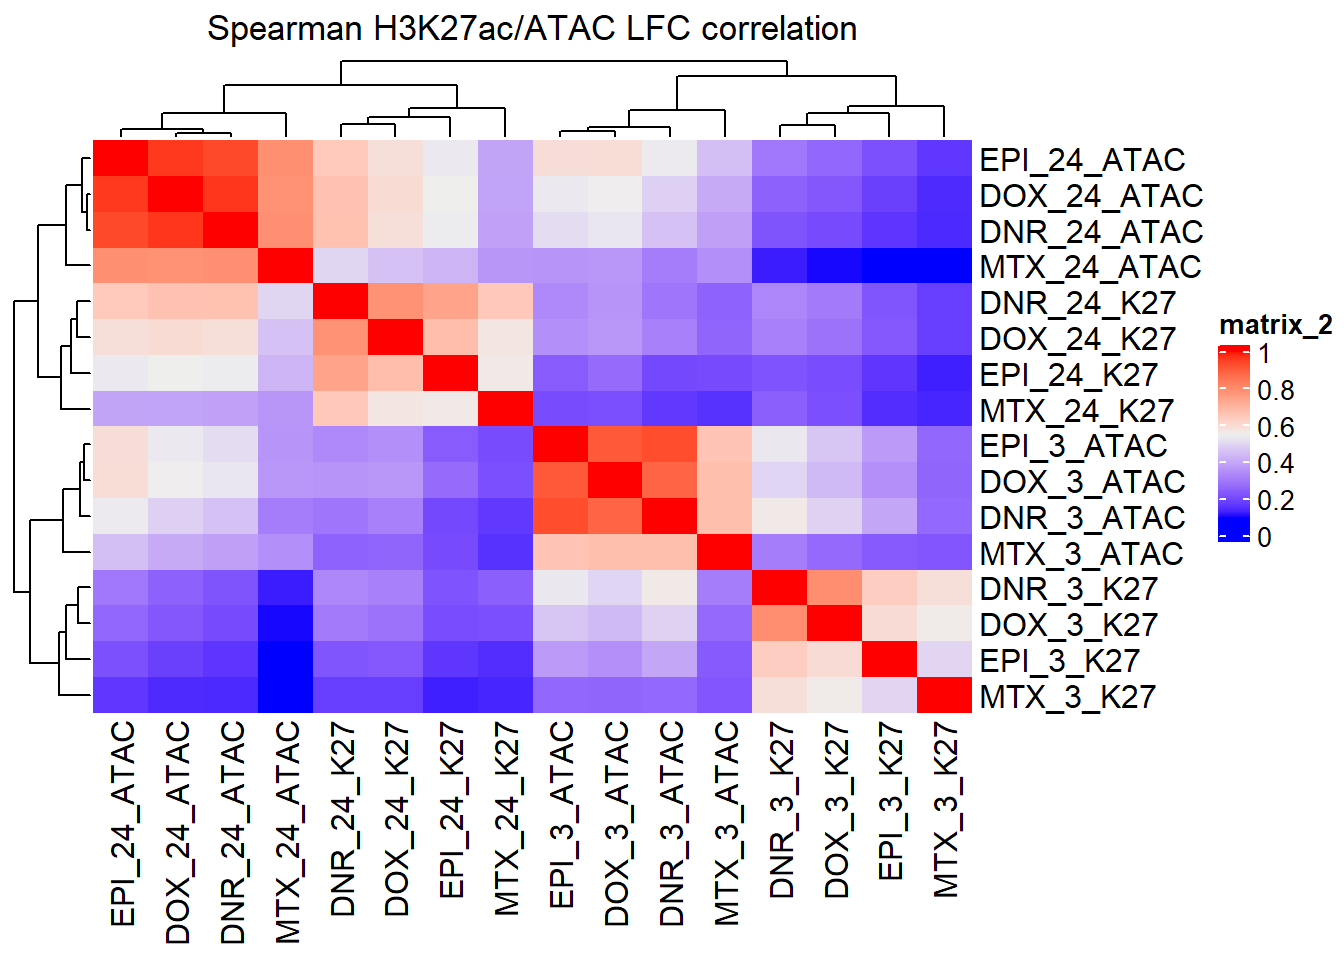 Spearman H3K27ac/ATAC LFC correlation
EPI_24_ATAC
DOX_24_ATAC
DNR_24_ATAC
MTX_24_ATAC
DNR_24_K27
DOX_24_K27
EPI_24_K27
MTX_24_K27
EPI_3_ATAC
DOX_3_ATAC
DNR_3_ATAC
MTX_3_ATAC
DNR_3_K27
DOX_3_K27
EPI_3_K27
MTX_3_K27
matrix_2
1
0.8
0.6
0.4
0.2
0
EPI_24_ATAC
DOX_24_ATAC
DNR_24_ATAC
MTX_24_ATAC
DNR_24_K27
DOX_24_K27
EPI_24_K27
MTX_24_K27
EPI_3_ATAC
DOX_3_ATAC
DNR_3_ATAC
MTX_3_ATAC
DNR_3_K27
DOX_3_K27
EPI_3_K27
MTX_3_K27